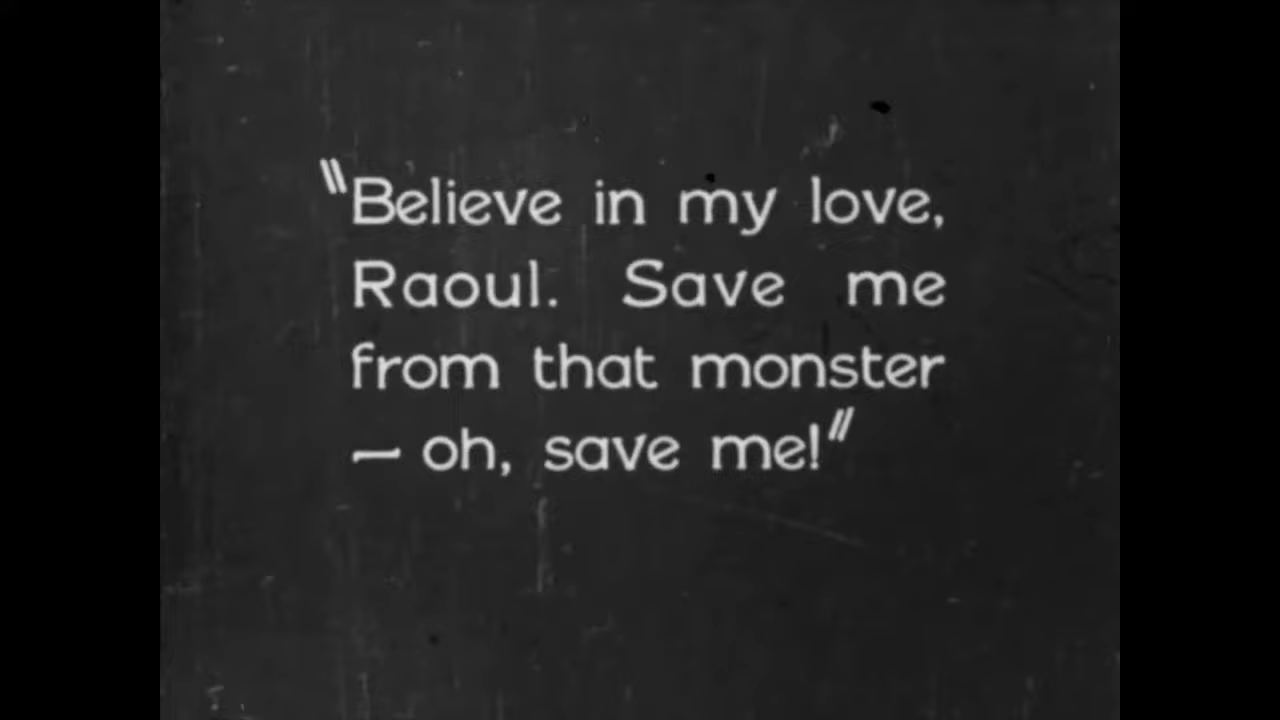 "Believe in my love,
Raoul. Save me
from that monster
— oh, save me!"